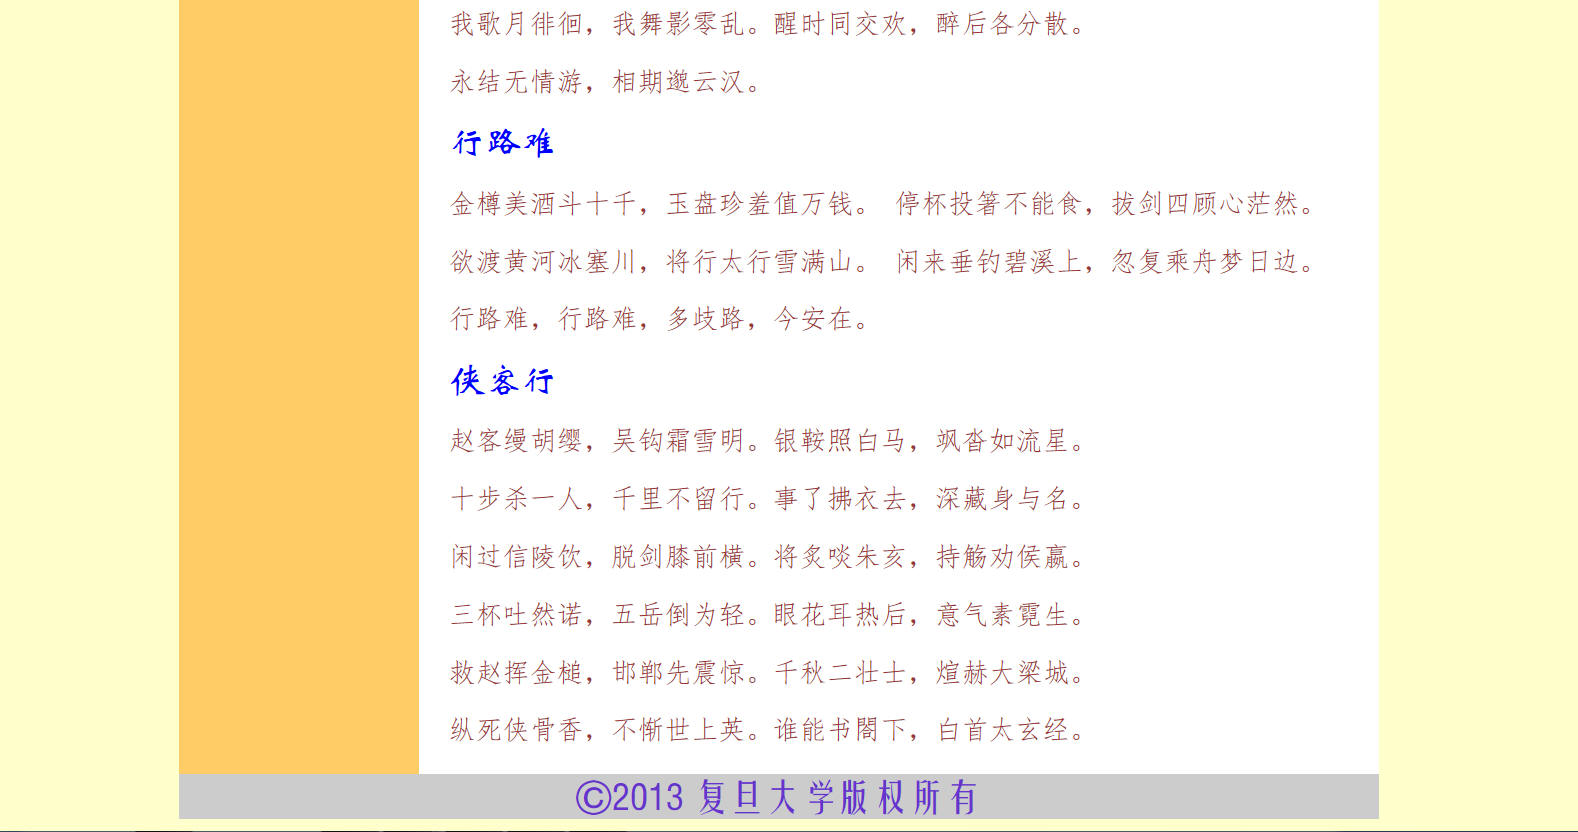 我歌月徘徊，我舞影零乱。醒时同交欢，醉后各分散。
永结无情游，相期邈云汉。
行路难
金樽美酒斗十千，玉盘珍羞值万钱。 停杯投箸不能食，拔剑四顾心茫然。
欲渡黄河冰塞川，将行太行雪满山。 闲来垂钓碧溪上，忽复乘舟梦日边。
行路难，行路难，多歧路，今安在。
侠客行
赵客缦胡缨，吴钩霜雪明。银鞍照白马，飒沓如流星。
十步杀一人，千里不留行。事了拂衣去，深藏身与名。
闲过信陵饮，脱剑膝前横。将炙啖朱亥，持觞劝侯嬴。
三杯吐然诺，五岳倒为轻。眼花耳热后，意气素霓生。
救赵挥金槌，邯郸先震惊。千秋二壮士，煊赫大梁城。
纵死侠骨香，不惭世上英。谁能书閤下，白首太玄经。
©2013 复旦大学版权所有